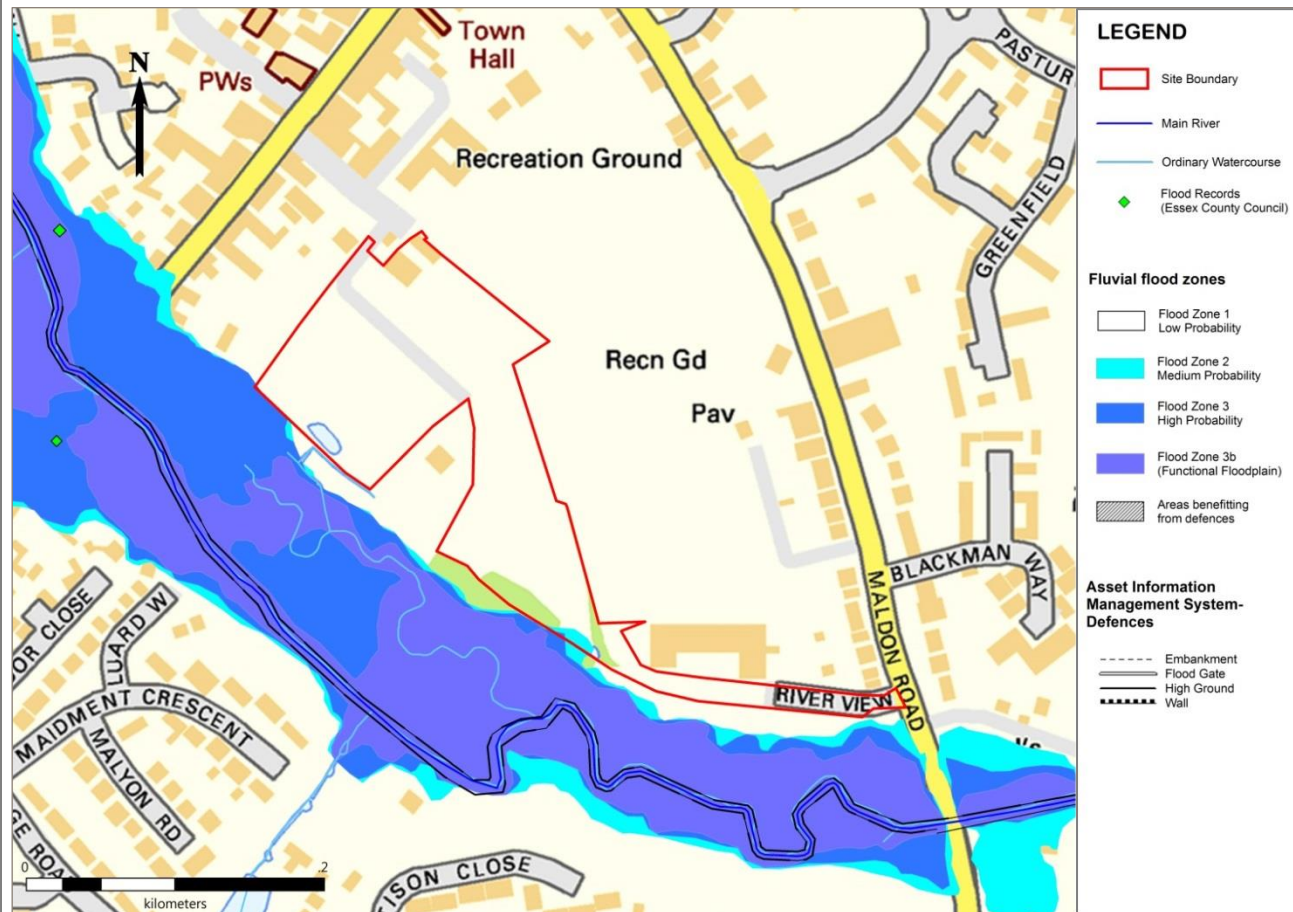 Town
Hall
N
PWs
PASTUR
Recreation Ground
GREENFIELD
Recn Gd
Pav
BLACKMAN WAY
MALDON ROAD
RIVER VIEW
OR CLOSE
LUARD W
MAIDMENT CRESCENT
MALYON RD
GE ROA
ISON CLOSE
0
.2
kilometers
LEGEND
Site Boundary
Main River
Ordinary Watercourse
Flood Records
(Essex County Council)
Fluvial flood zones
Flood Zone 1
Low Probability
Flood Zone 2
Medium Probability
Flood Zone 3
High Probability
Flood Zone 3b
(Functional Floodplain)
Areas benefitting
from defences
Asset Information
Management System-
Defences
Embankment
Flood Gate
High Ground
Wall